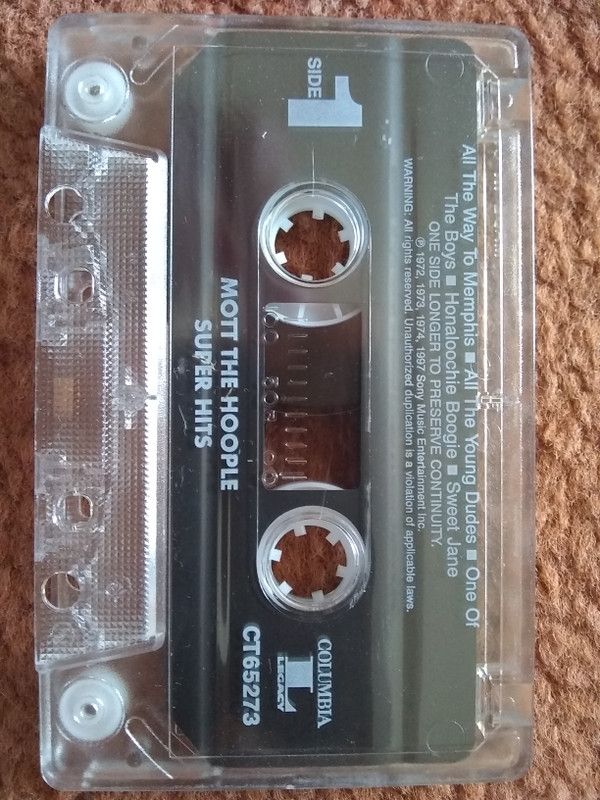 All The Way To Memphis ■ All The Young Dudes ■ One Of
The Boys ■ Honaloochie Boogie ■ Sweet Jane
ONE SIDE LONGER TO PRESERVE CONTINUITY.
℗ 1972, 1973, 1974, 1997 Sony Music Entertainment Inc.
WARNING: All rights reserved. Unauthorized duplication is a violation of applicable laws.
SIDE 1
COLUMBIA
L
LEGACY
CT65273
MOTT THE HOOPLE
SUPER HITS